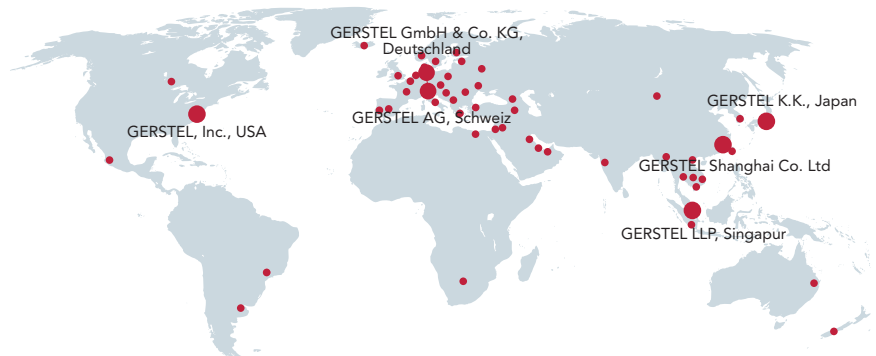 GERSTEL GmbH & Co. KG,
Deutschland
GERSTEL K.K., Japan
GERSTEL AG, Schweiz
GERSTEL, Inc., USA
GERSTEL Shanghai Co. Ltd
GERSTEL LLP, Singapur